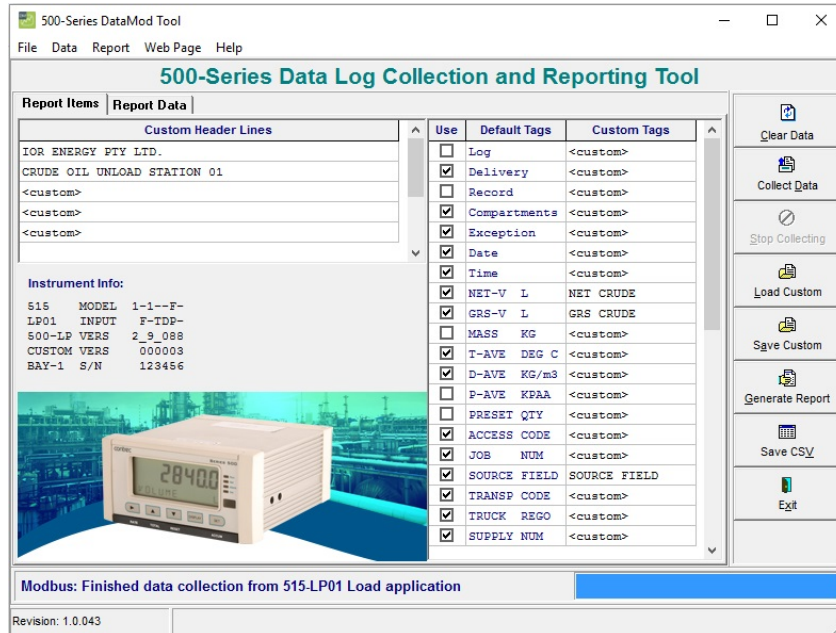 500-Series DataMod Tool
File Data Report Web Page Help
500-Series Data Log Collection and Reporting Tool
Report Items Report Data
Custom Header Lines
IOR ENERGY PTY LTD.
CRUDE OIL UNLOAD STATION 01
<custom>
<custom>
<custom>
Instrument Info:
515 MODEL 1-1--F-
LP01 INPUT F-TDP-
500-LP VERS 2_9_088
CUSTOM VERS 000003
BAY-1 S/N 123456
2840.0
VOLUME
Use Default Tags Custom Tags
Log <custom>
Delivery <custom>
Record <custom>
Compartments <custom>
Exception <custom>
Date <custom>
Time <custom>
NET-V L NET CRUDE
GRS-V L GRS CRUDE
MASS KG <custom>
T-AVE DEG C <custom>
D-AVE KG/m3 <custom>
P-AVE KPAA <custom>
PRESET QTY <custom>
ACCESS CODE <custom>
JOB NUM <custom>
SOURCE FIELD SOURCE FIELD
TRANSP CODE <custom>
TRUCK REGO <custom>
SUPPLY NUM <custom>
Clear Data
Collect Data
Stop Collecting
Load Custom
Save Custom
Generate Report
Save CSV
Exit
Modbus: Finished data collection from 515-LP01 Load application
Revision: 1.0.043